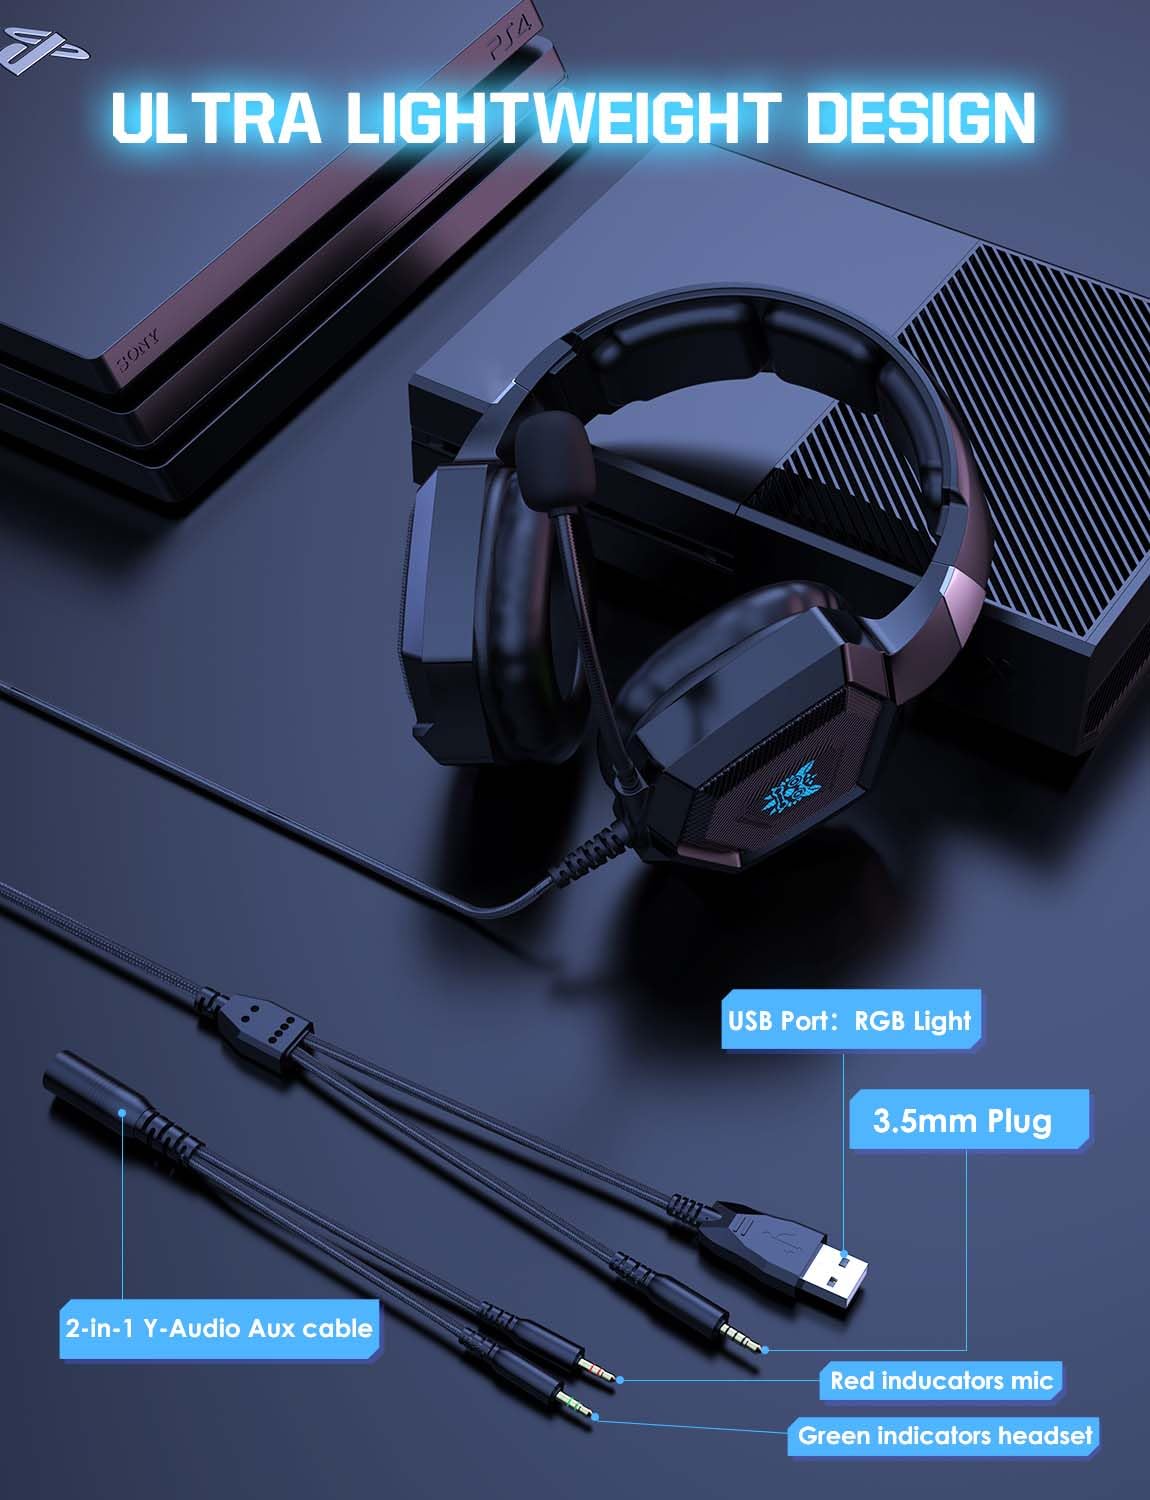 PS4
ULTRA LIGHTWEIGHT DESIGN
SONY
USB Port: RGB Light
3.5mm Plug
2-in-1 Y-Audio Aux cable
Red inducators mic
Green indicators headset